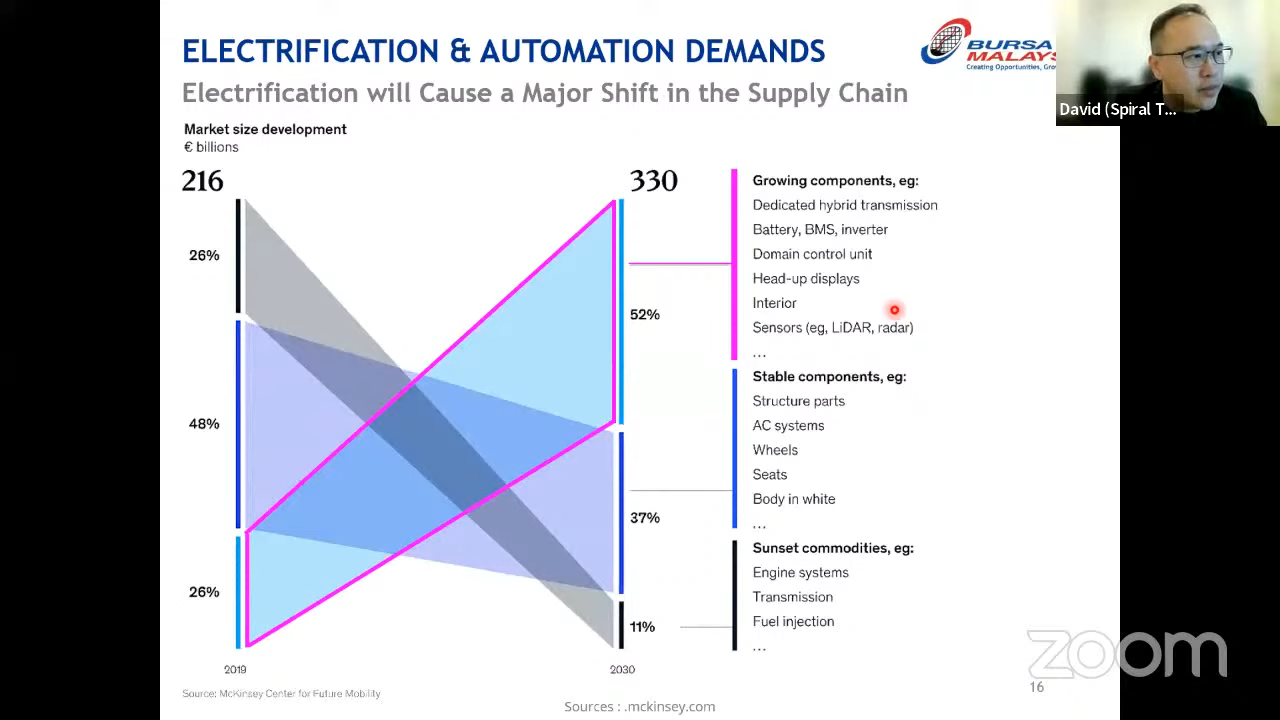 ELECTRIFICATION & AUTOMATION DEMANDS
Electrification will Cause a Major Shift in the Supply Chain
BURSA
MALAYS
Creating Opportunities, Grow
David (Spiral T...
Market size development
€ billions
216
330
26%
48%
26%
52%
37%
11%
2019
2030
Growing components, eg:
Dedicated hybrid transmission
Battery, BMS, inverter
Domain control unit
Head-up displays
Interior
Sensors (eg, LiDAR, radar)
...
Stable components, eg:
Structure parts
AC systems
Wheels
Seats
Body in white
...
Sunset commodities, eg:
Engine systems
Transmission
Fuel injection
...
Source: McKinsey Center for Future Mobility
Sources : .mckinsey.com
zoom
16